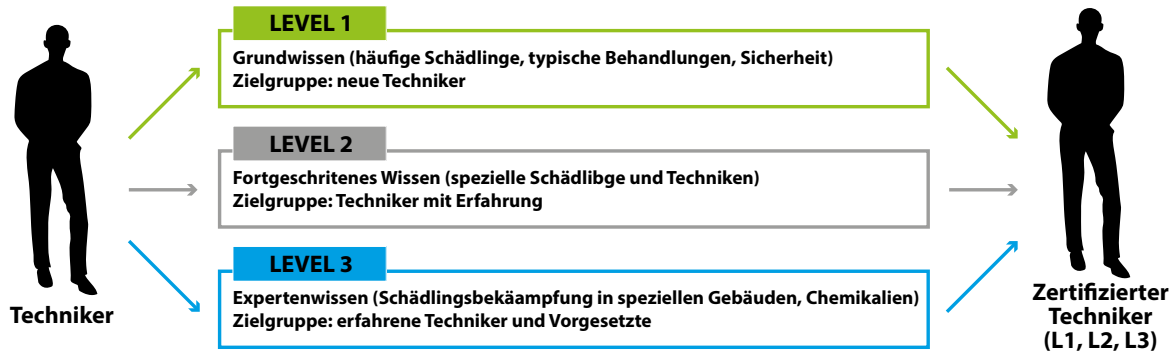 LEVEL 1
Grundwissen (häufige Schädlinge, typische Behandlungen, Sicherheit)
Zielgruppe: neue Techniker
LEVEL 2
Fortgeschritenes Wissen (spezielle Schädlibge und Techniken)
Zielgruppe: Techniker mit Erfahrung
LEVEL 3
Expertenwissen (Schädlingsbekäampfung in speziellen Gebäuden, Chemikalien)
Zielgruppe: erfahrene Techniker und Vorgesetzte
Techniker
Zertifizierter
Techniker
(L1, L2, L3)